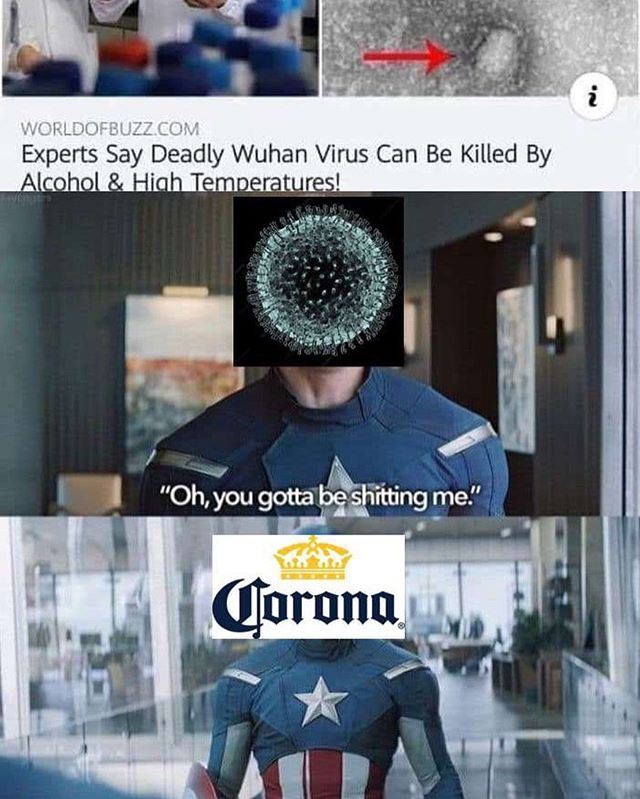 i
WORLDOFBUZZ.COM
Experts Say Deadly Wuhan Virus Can Be Killed By
Alcohol & High Temperatures!
"Oh, you gotta be shitting me."
Corona